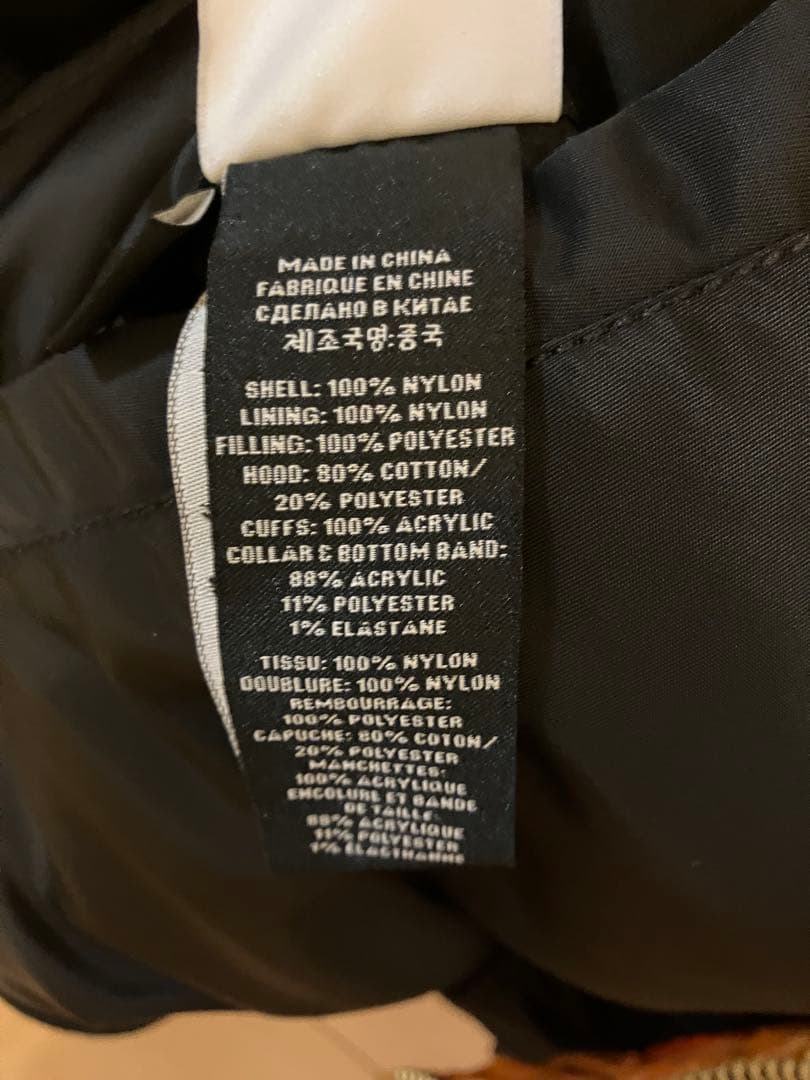 MADE IN CHINA
FABRIQUE EN CHINE
СДЕЛАНО В КИТАЕ
제조국명:중국
SHELL: 100% NYLON
LINING: 100% NYLON
FILLING: 100% POLYESTER
HOOD: 80% COTTON/
20% POLYESTER
CUFFS: 100% ACRYLIC
COLLAR & BOTTOM BAND:
88% ACRYLIC
11% POLYESTER
1% ELASTANE
TISSU: 100% NYLON
DOUBLURE: 100% NYLON
REMBOURRAGE:
100% POLYESTER
CAPUCHE: 80% COTON/
20% POLYESTER
MANCHETTES:
100% ACRYLIQUE
ENCOLURE ET BANDE
DE TAILLE:
88% ACRYLIQUE
11% POLYESTER
1% ELASTHANNE